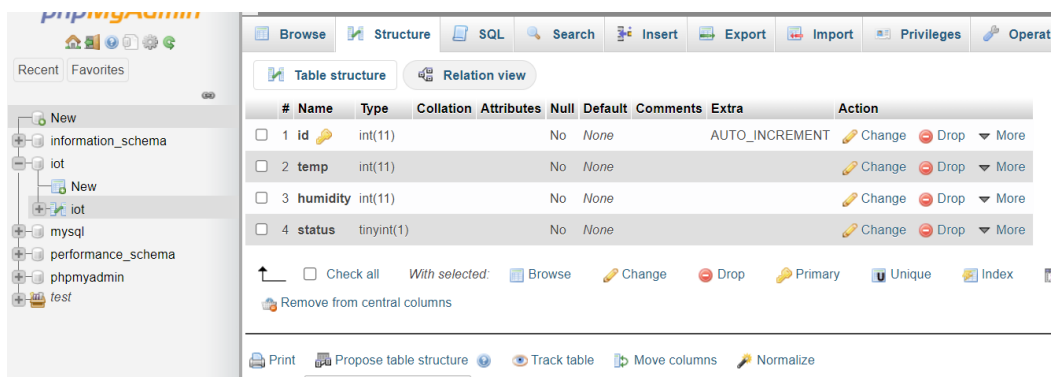 phpMyAdmin
Browse Structure SQL Search Insert Export Import Privileges Operat
Recent Favorites
Table structure Relation view
# Name Type Collation Attributes Null Default Comments Extra Action
New
1 id int(11) No None AUTO_INCREMENT Change Drop More
information_schema
iot
2 temp int(11) No None Change Drop More
New
3 humidity int(11) No None Change Drop More
iot
4 status tinyint(1) No None Change Drop More
mysql
performance_schema
Check all With selected: Browse Change Drop Primary Unique Index
phpmyadmin
test
Remove from central columns
Print Propose table structure Track table Move columns Normalize